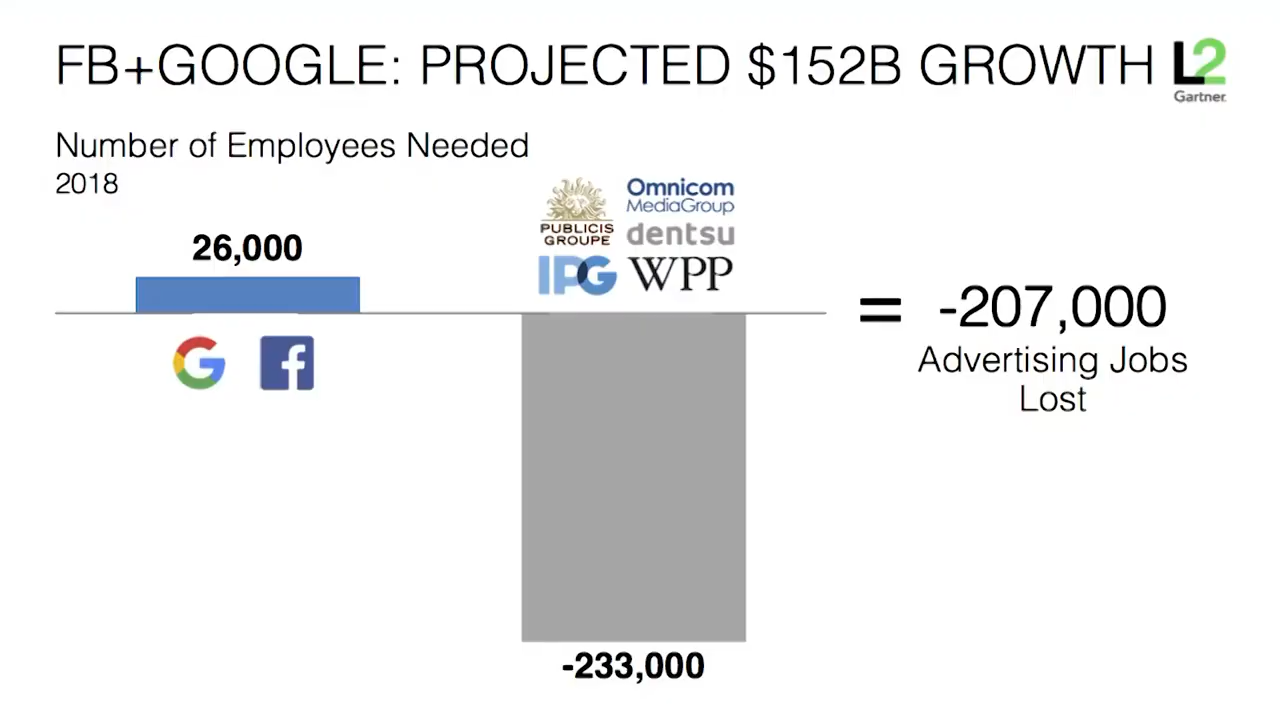 FB+GOOGLE: PROJECTED $152B GROWTH
L2
Gartner
Number of Employees Needed
2018
26,000
PUBLICIS
GROUPE
Omnicom
MediaGroup
dentsu
IPG
WPP
G
f
= -207,000
Advertising Jobs
Lost
-233,000